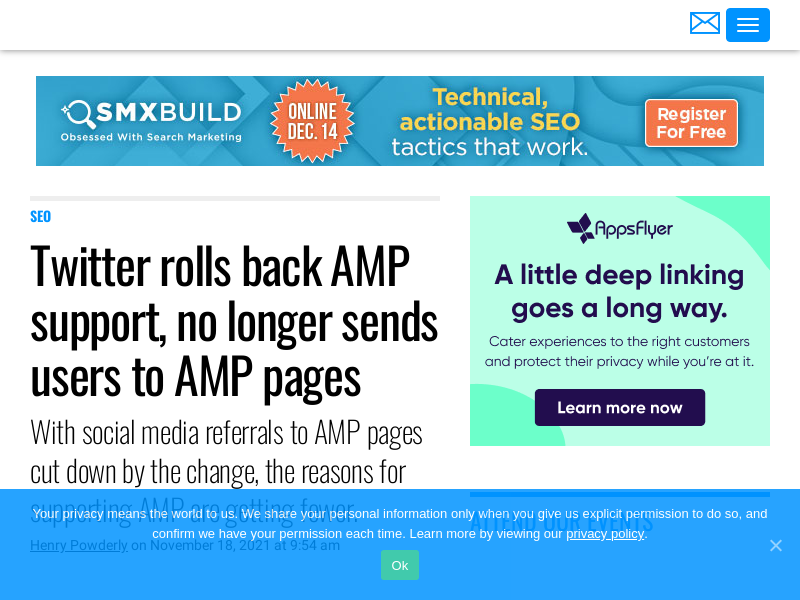 SMXBUILD
Obsessed With Search Marketing
ONLINE
DEC. 14
Technical,
actionable SEO
tactics that work.
Register
For Free
SEO
Twitter rolls back AMP
support, no longer sends
users to AMP pages
With social media referrals to AMP pages
cut down by the change, the reasons for
supporting AMP are getting fewer.
Henry Powderly on November 18, 2021 at 9:54 am
AppsFlyer
A little deep linking
goes a long way.
Cater experiences to the right customers
and protect their privacy while you're at it.
Learn more now
ATTEND OUR EVENTS
Your privacy means the world to us. We share your personal information only when you give us explicit permission to do so, and
confirm we have your permission each time. Learn more by viewing our privacy policy.
Ok